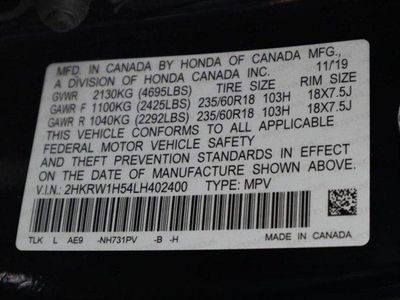 MFD. IN CANADA BY HONDA OF CANADA MFG.,
A DIVISION OF HONDA CANADA INC. 11/19
GVWR 2130KG (4695LBS) TIRE SIZE RIM SIZE
GAWR F 1100KG (2425LBS) 235/60R18 103H 18X7.5J
GAWR R 1040KG (2292LBS) 235/60R18 103H 18X7.5J
THIS VEHICLE CONFORMS TO ALL APPLICABLE
FEDERAL MOTOR VEHICLE SAFETY
STANDARDS IN EFFECT
ON THE DATE OF MANUFACTURE SHOWN ABOVE.
V.I.N.: 2HKRW1H54LH402400 TYPE: MPV
TLK L AE9 -NH731PV -B -H MADE IN CANADA